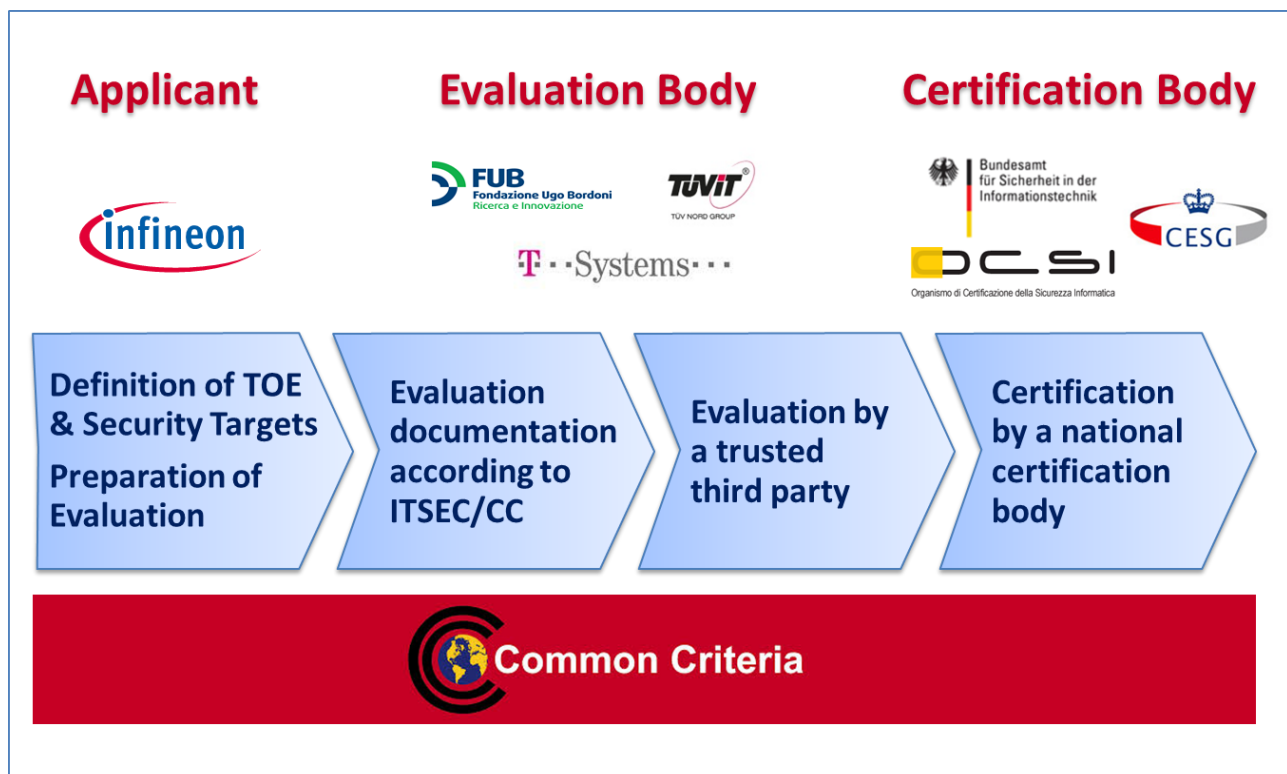 Applicant
Evaluation Body
Certification Body
infineon
FUB
Fondazione Ugo Bordoni
Ricerca e Innovazione
TÜViT®
TÜV NORD GROUP
T··Systems···
Bundesamt
für Sicherheit in der
Informationstechnik
CESG
OCSI
Organismo di Certificazione della Sicurezza Informatica
Definition of TOE
& Security Targets
Preparation of
Evaluation
Evaluation
documentation
according to
ITSEC/CC
Evaluation by
a trusted
third party
Certification
by a national
certification
body
Common Criteria